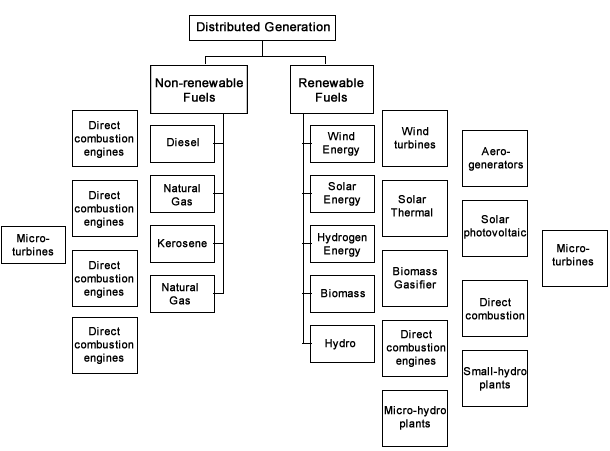 Distributed Generation
Non-renewable
Fuels
Renewable
Fuels
Direct
combustion
engines
Diesel
Wind
Energy
Wind
turbines
Aero-
generators
Direct
combustion
engines
Natural
Gas
Solar
Energy
Solar
Thermal
Solar
photovoltaic
Micro-
turbines
Kerosene
Hydrogen
Energy
Micro-
turbines
Direct
combustion
engines
Natural
Gas
Biomass
Biomass
Gasifier
Direct
combustion
Direct
combustion
engines
Hydro
Direct
combustion
engines
Small-hydro
plants
Micro-hydro
plants